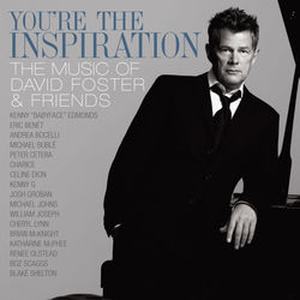 YOU'RE THE
INSPIRATION
THE MUSIC OF
DAVID FOSTER
& FRIENDS
KENNY "BABYFACE" EDMONDS
ERIC BENÉT
ANDREA BOCELLI
MICHAEL BUBLÉ
PETER CETERA
CHARICE
CELINE DION
KENNY G
JOSH GROBAN
MICHAEL JOHNS
WILLIAM JOSEPH
CHERYL LYNN
BRIAN McKNIGHT
KATHARINE McPHEE
RENEE OLSTEAD
BOZ SCAGGS
BLAKE SHELTON